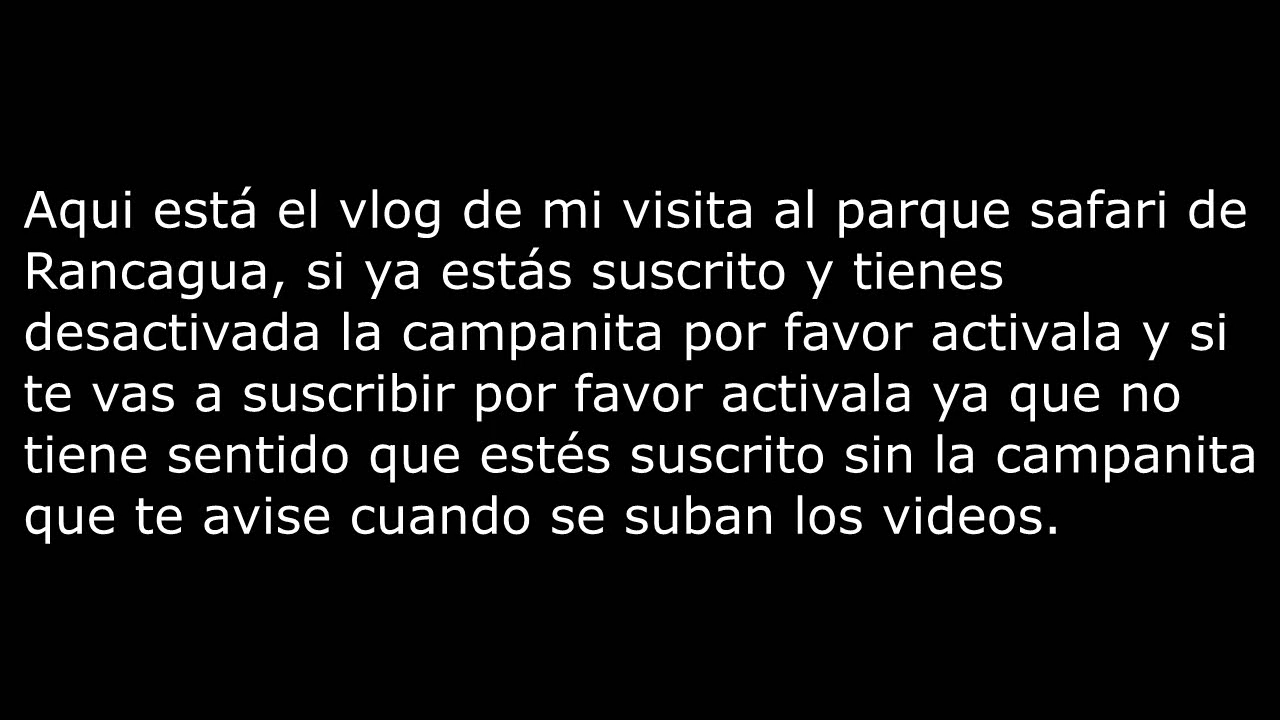 Aqui está el vlog de mi visita al parque safari de
Rancagua, si ya estás suscrito y tienes
desactivada la campanita por favor activala y si
te vas a suscribir por favor activala ya que no
tiene sentido que estés suscrito sin la campanita
que te avise cuando se suban los videos.